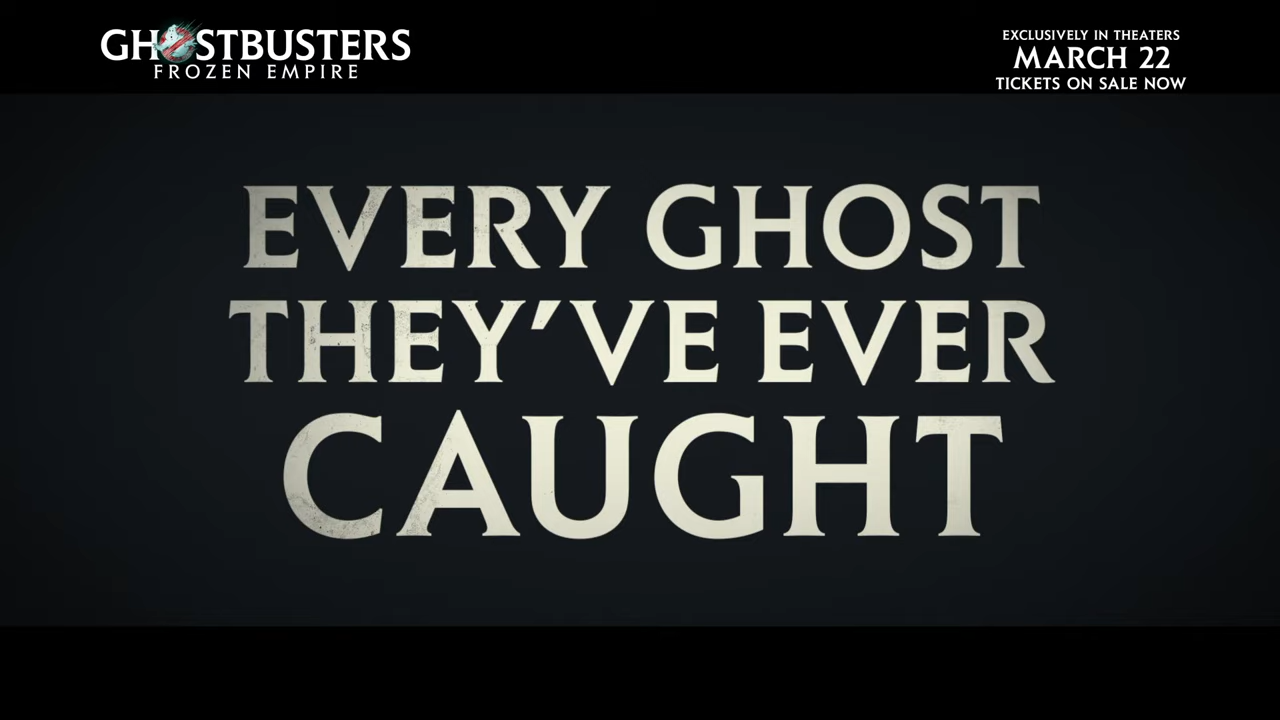 GHOSTBUSTERS
FROZEN EMPIRE
EXCLUSIVELY IN THEATERS
MARCH 22
TICKETS ON SALE NOW
EVERY GHOST
THEY'VE EVER
CAUGHT